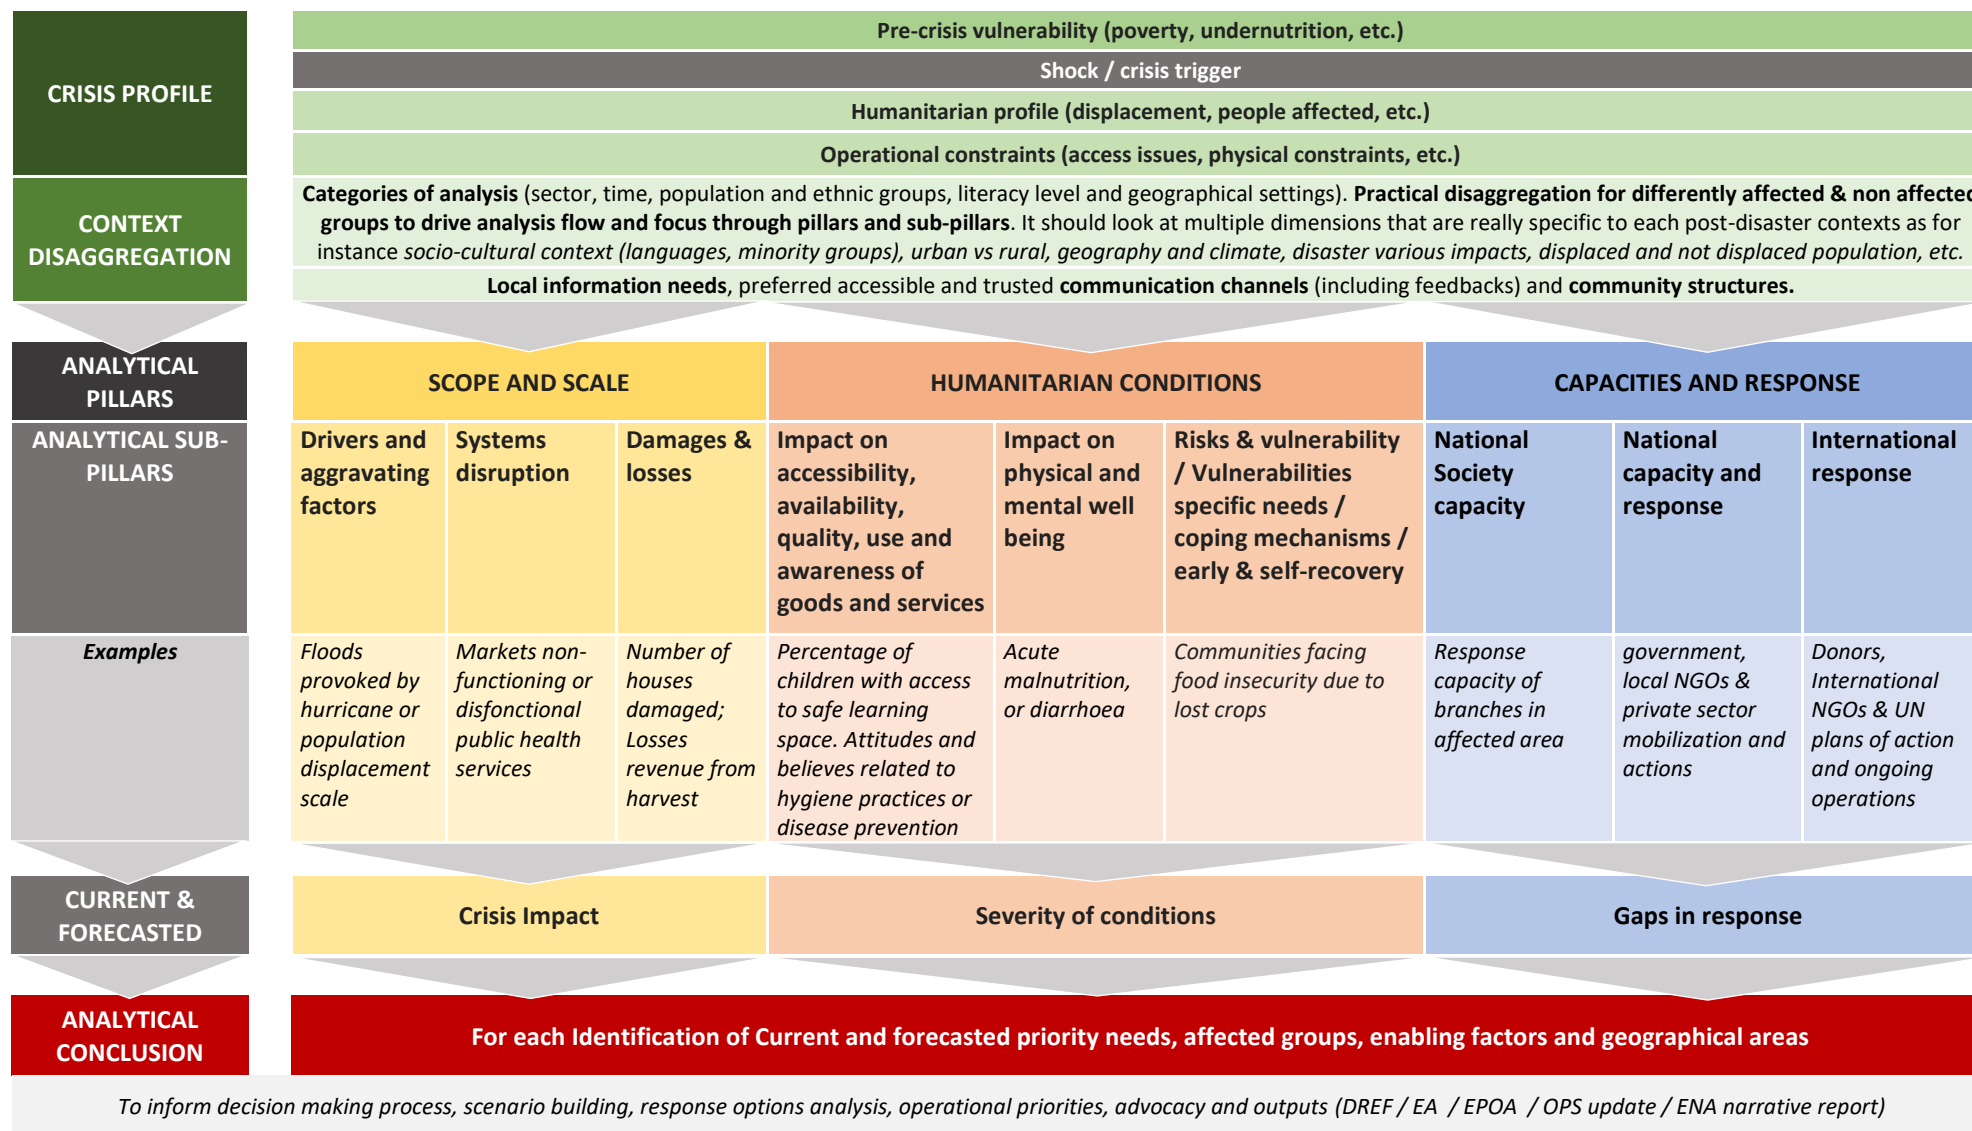 CRISIS PROFILE
Pre-crisis vulnerability (poverty, undernutrition, etc.)
Shock / crisis trigger
Humanitarian profile (displacement, people affected, etc.)
Operational constraints (access issues, physical constraints, etc.)
CONTEXT
DISAGGREGATION
Categories of analysis (sector, time, population and ethnic groups, literacy level and geographical settings). Practical disaggregation for differently affected & non affected
groups to drive analysis flow and focus through pillars and sub-pillars. It should look at multiple dimensions that are really specific to each post-disaster contexts as for
instance socio-cultural context (languages, minority groups), urban vs rural, geography and climate, disaster various impacts, displaced and not displaced population, etc.
Local information needs, preferred accessible and trusted communication channels (including feedbacks) and community structures.
ANALYTICAL
PILLARS
SCOPE AND SCALE
HUMANITARIAN CONDITIONS
CAPACITIES AND RESPONSE
ANALYTICAL SUB-
PILLARS
Drivers and
aggravating
factors
Systems
disruption
Damages &
losses
Impact on
accessibility,
availability,
quality, use and
awareness of
goods and services
Impact on
physical and
mental well
being
Risks & vulnerability
/ Vulnerabilities
specific needs /
coping mechanisms /
early & self-recovery
National
Society
capacity
National
capacity and
response
International
response
Examples
Floods
provoked by
hurricane or
population
displacement
scale
Markets non-
functioning or
disfonctional
public health
services
Number of
houses
damaged;
Losses
revenue from
harvest
Percentage of
children with access
to safe learning
space. Attitudes and
believes related to
hygiene practices or
disease prevention
Acute
malnutrition,
or diarrhoea
Communities facing
food insecurity due to
lost crops
Response
capacity of
branches in
affected area
government,
local NGOs &
private sector
mobilization and
actions
Donors,
International
NGOs & UN
plans of action
and ongoing
operations
CURRENT &
FORECASTED
Crisis Impact
Severity of conditions
Gaps in response
ANALYTICAL
CONCLUSION
For each Identification of Current and forecasted priority needs, affected groups, enabling factors and geographical areas
To inform decision making process, scenario building, response options analysis, operational priorities, advocacy and outputs (DREF / EA / EPOA / OPS update / ENA narrative report)